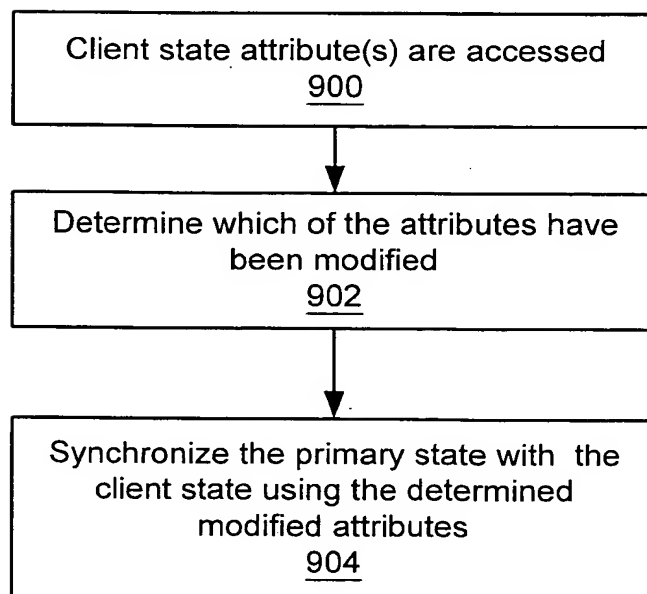 Client state attribute(s) are accessed
900
Determine which of the attributes have
been modified
902
Synchronize the primary state with the
client state using the determined
modified attributes
904